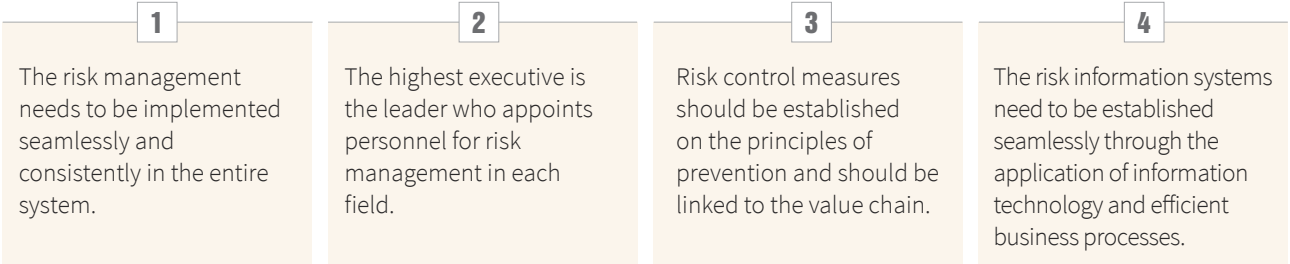 1
The risk management
needs to be implemented
seamlessly and
consistently in the entire
system.
2
The highest executive is
the leader who appoints
personnel for risk
management in each
field.
3
Risk control measures
should be established
on the principles of
prevention and should be
linked to the value chain.
4
The risk information systems
need to be established
seamlessly through the
application of information
technology and efficient
business processes.